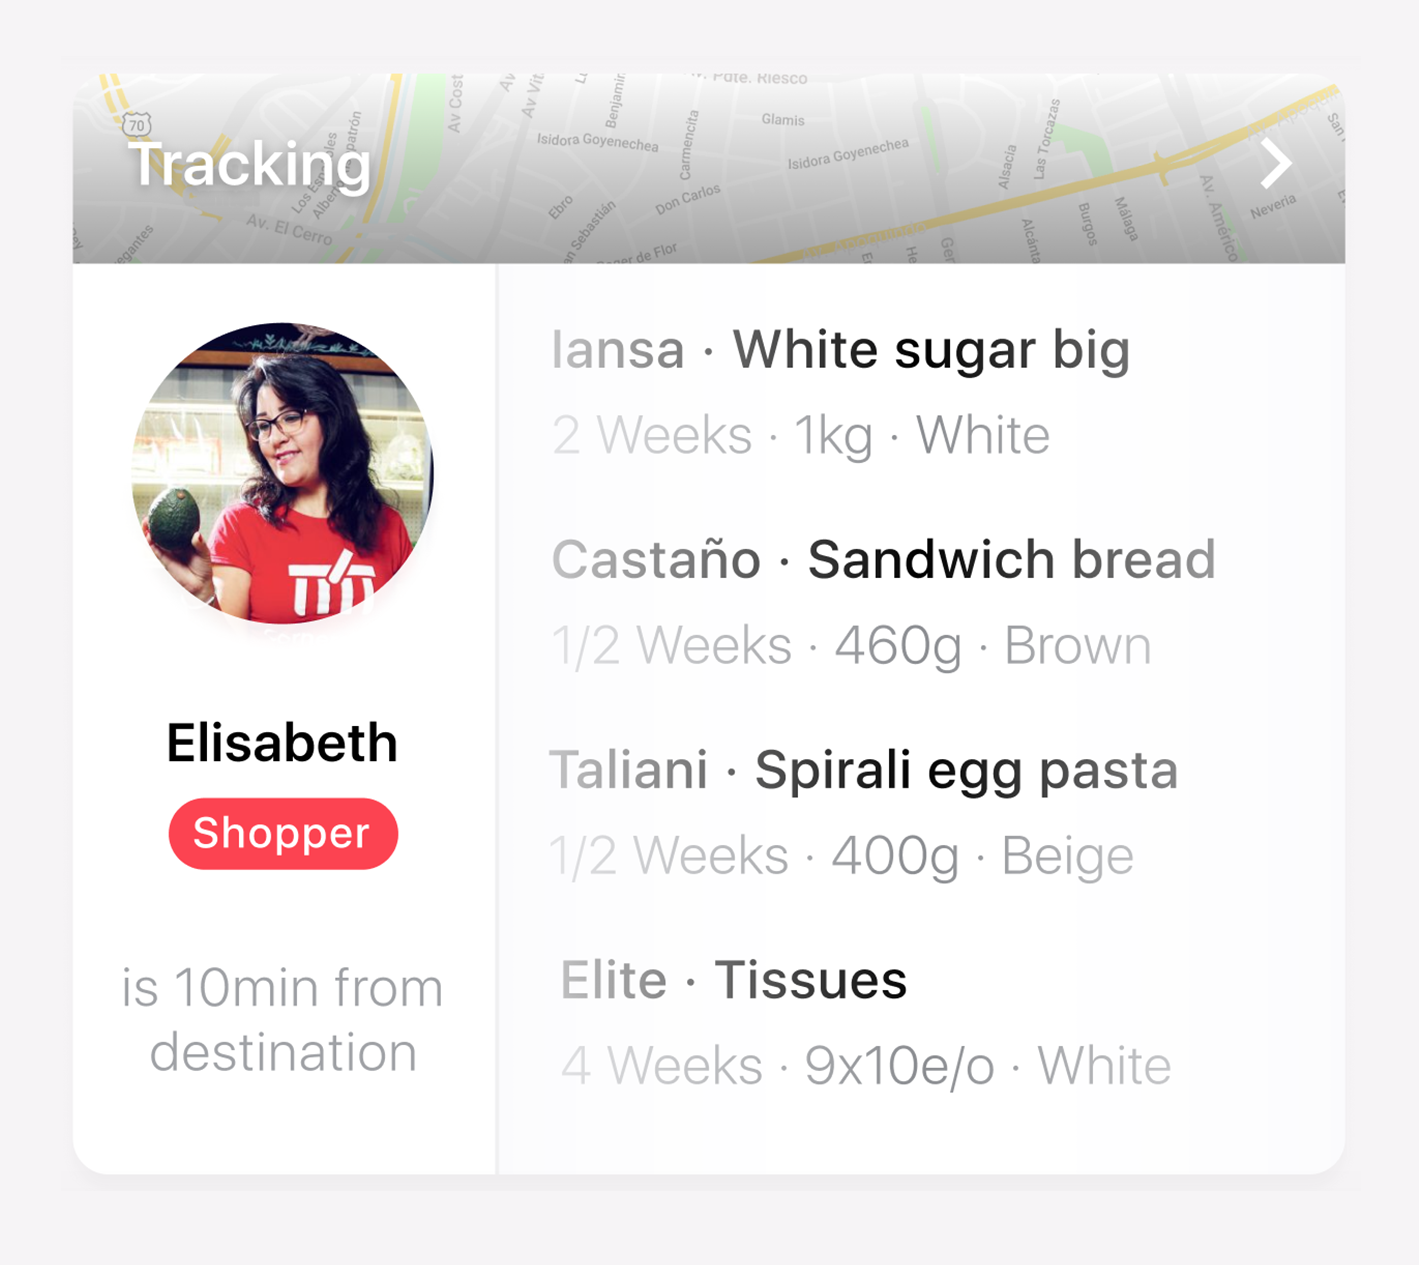 Tracking
70
Av. Pdte. Riesco
Av Cost
Benjamín
Glamis
Isidora Goyenechea
Isidora Goyenechea
Carmencita
Las Torcazas
Alsacia
Don Carlos
Ebro
Av. El Cerro
Neveria
Málaga
Burgos
Av. Américo
Iansa · White sugar big
2 Weeks · 1kg · White
Castaño · Sandwich bread
1/2 Weeks · 460g · Brown
Taliani · Spirali egg pasta
1/2 Weeks · 400g · Beige
Elite · Tissues
4 Weeks · 9x10e/o · White
Elisabeth
Shopper
is 10min from
destination